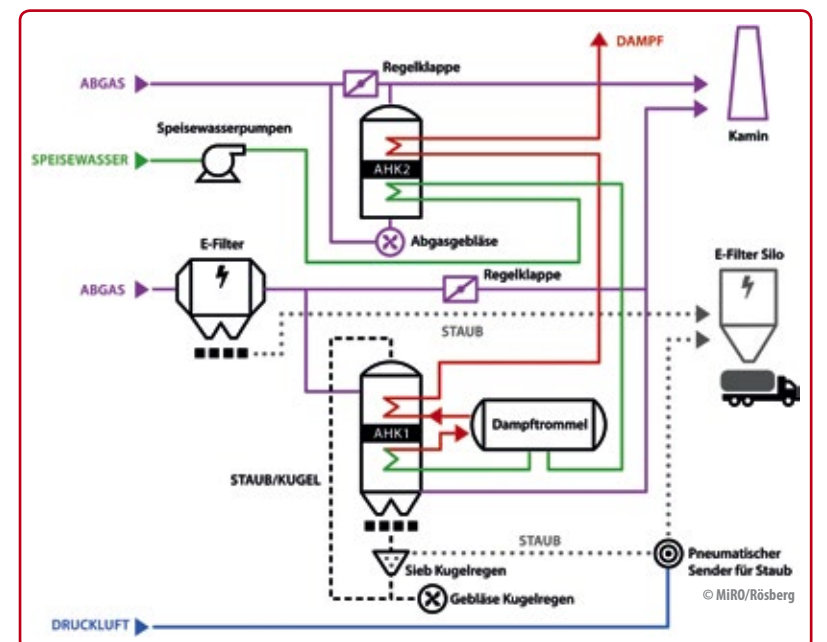 DAMPF
Regelklappe
ABGAS
Kamin
Speisewasserpumpen
SPEISEWASSER
AHK2
Abgasgebläse
E-Filter
E-Filter Silo
Regelklappe
ABGAS
STAUB
Dampftrommel
AHK1
STAUB/KUGEL
STAUB
Pneumatischer
Sender für Staub
Sieb Kugelregen
© MiRO/Rösberg
Gebläse Kugelregen
DRUCKLUFT